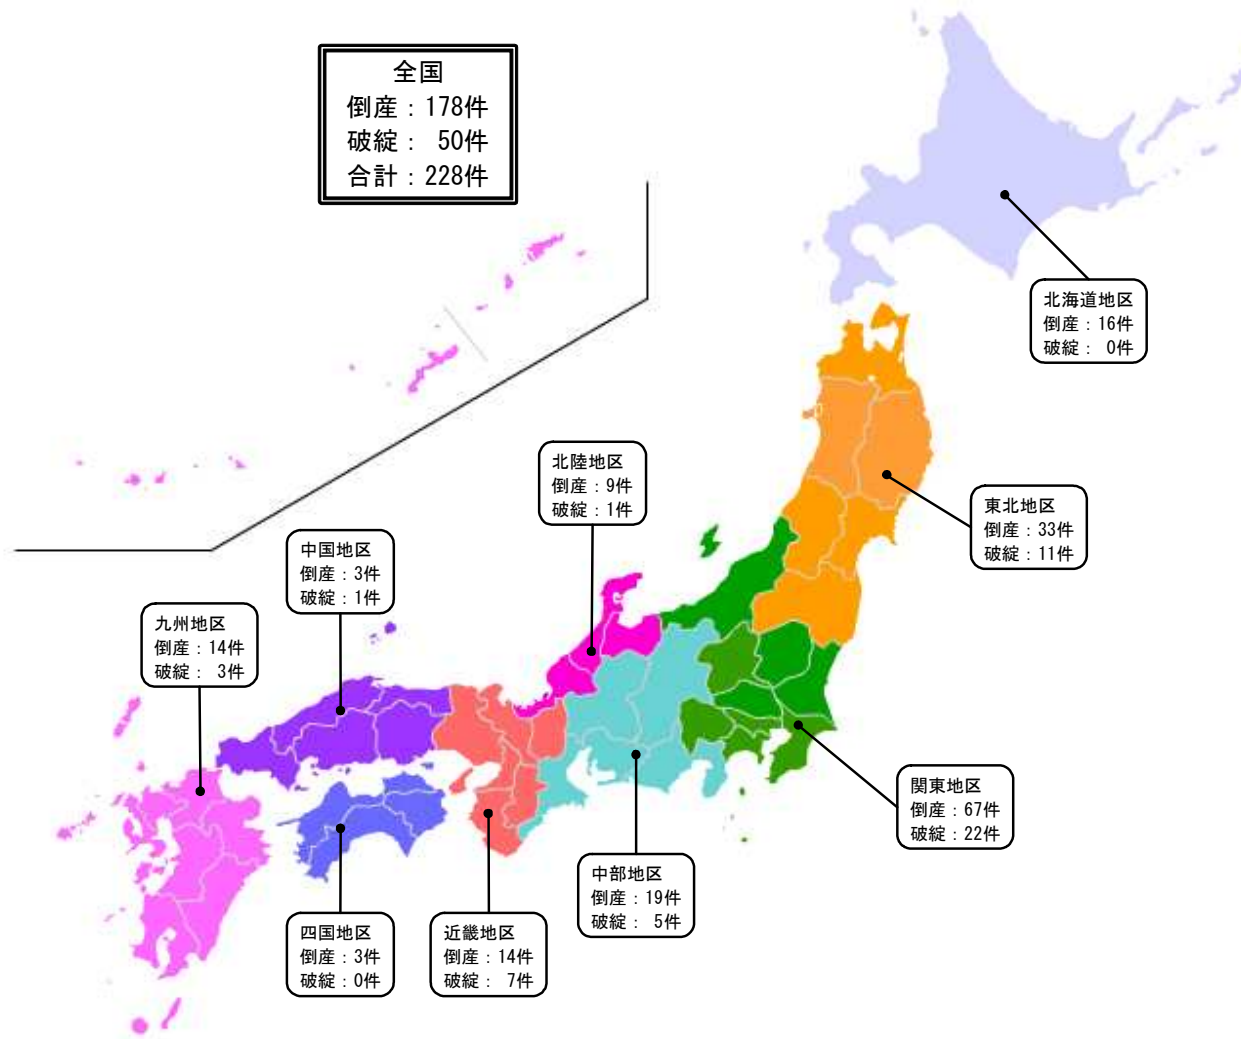 全国
倒産：178件
破綻： 50件
合計：228件
北海道地区
倒産：16件
破綻： 0件
北陸地区
倒産：9件
破綻：1件
東北地区
倒産：33件
破綻：11件
中国地区
倒産：3件
破綻：1件
九州地区
倒産：14件
破綻： 3件
関東地区
倒産：67件
破綻：22件
中部地区
倒産：19件
破綻： 5件
四国地区
倒産：3件
破綻：0件
近畿地区
倒産：14件
破綻： 7件